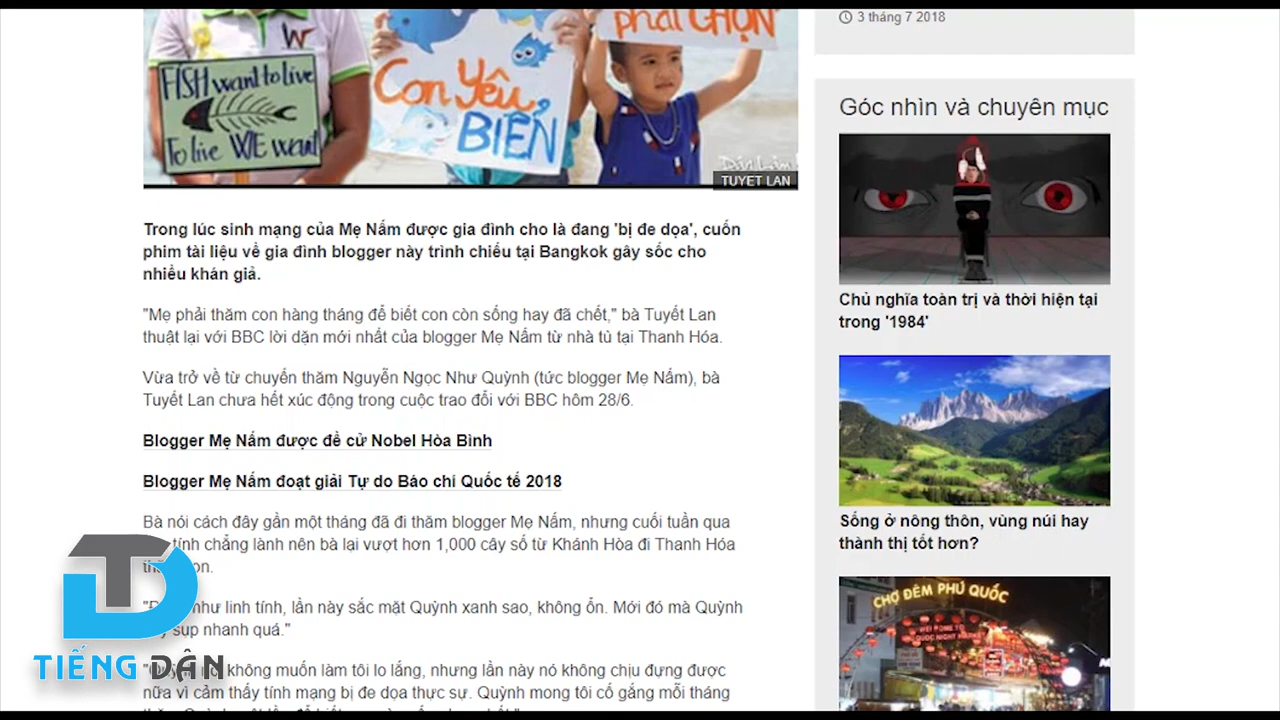 phải CHỌN
FISH want to live
To live WE want
Con Yêu
BIỂN
Dân Làm
TUYET LAN
Trong lúc sinh mạng của Mẹ Nấm được gia đình cho là đang 'bị đe dọa', cuốn
phim tài liệu về gia đình blogger này trình chiếu tại Bangkok gây sốc cho
nhiều khán giả.
"Mẹ phải thăm con hàng tháng để biết con còn sống hay đã chết," bà Tuyết Lan
thuật lại với BBC lời dặn mới nhất của blogger Mẹ Nấm từ nhà tù tại Thanh Hóa.
Vừa trở về từ chuyến thăm Nguyễn Ngọc Như Quỳnh (tức blogger Mẹ Nấm), bà
Tuyết Lan chưa hết xúc động trong cuộc trao đổi với BBC hôm 28/6.
Blogger Mẹ Nấm được đề cử Nobel Hòa Bình
Blogger Mẹ Nấm đoạt giải Tự do Báo chí Quốc tế 2018
Bà nói cách đây gần một tháng đã đi thăm blogger Mẹ Nấm, nhưng cuối tuần qua
tính chẳng lành nên bà lại vượt hơn 1,000 cây số từ Khánh Hòa đi Thanh Hóa
như linh tính, lần này sắc mặt Quỳnh xanh sao, không ổn. Mới đó mà Quỳnh
sụp nhanh quá."
không muốn làm tôi lo lắng, nhưng lần này nó không chịu đựng được
nữa vì cảm thấy tính mạng bị đe dọa thực sự. Quỳnh mong tôi cố gắng mỗi tháng
TIẾNG DÂN
3 tháng 7 2018
Góc nhìn và chuyên mục
Chủ nghĩa toàn trị và thời hiện tại
trong '1984'
Sống ở nông thôn, vùng núi hay
thành thị tốt hơn?
CHỢ ĐÊM PHÚ QUỐC